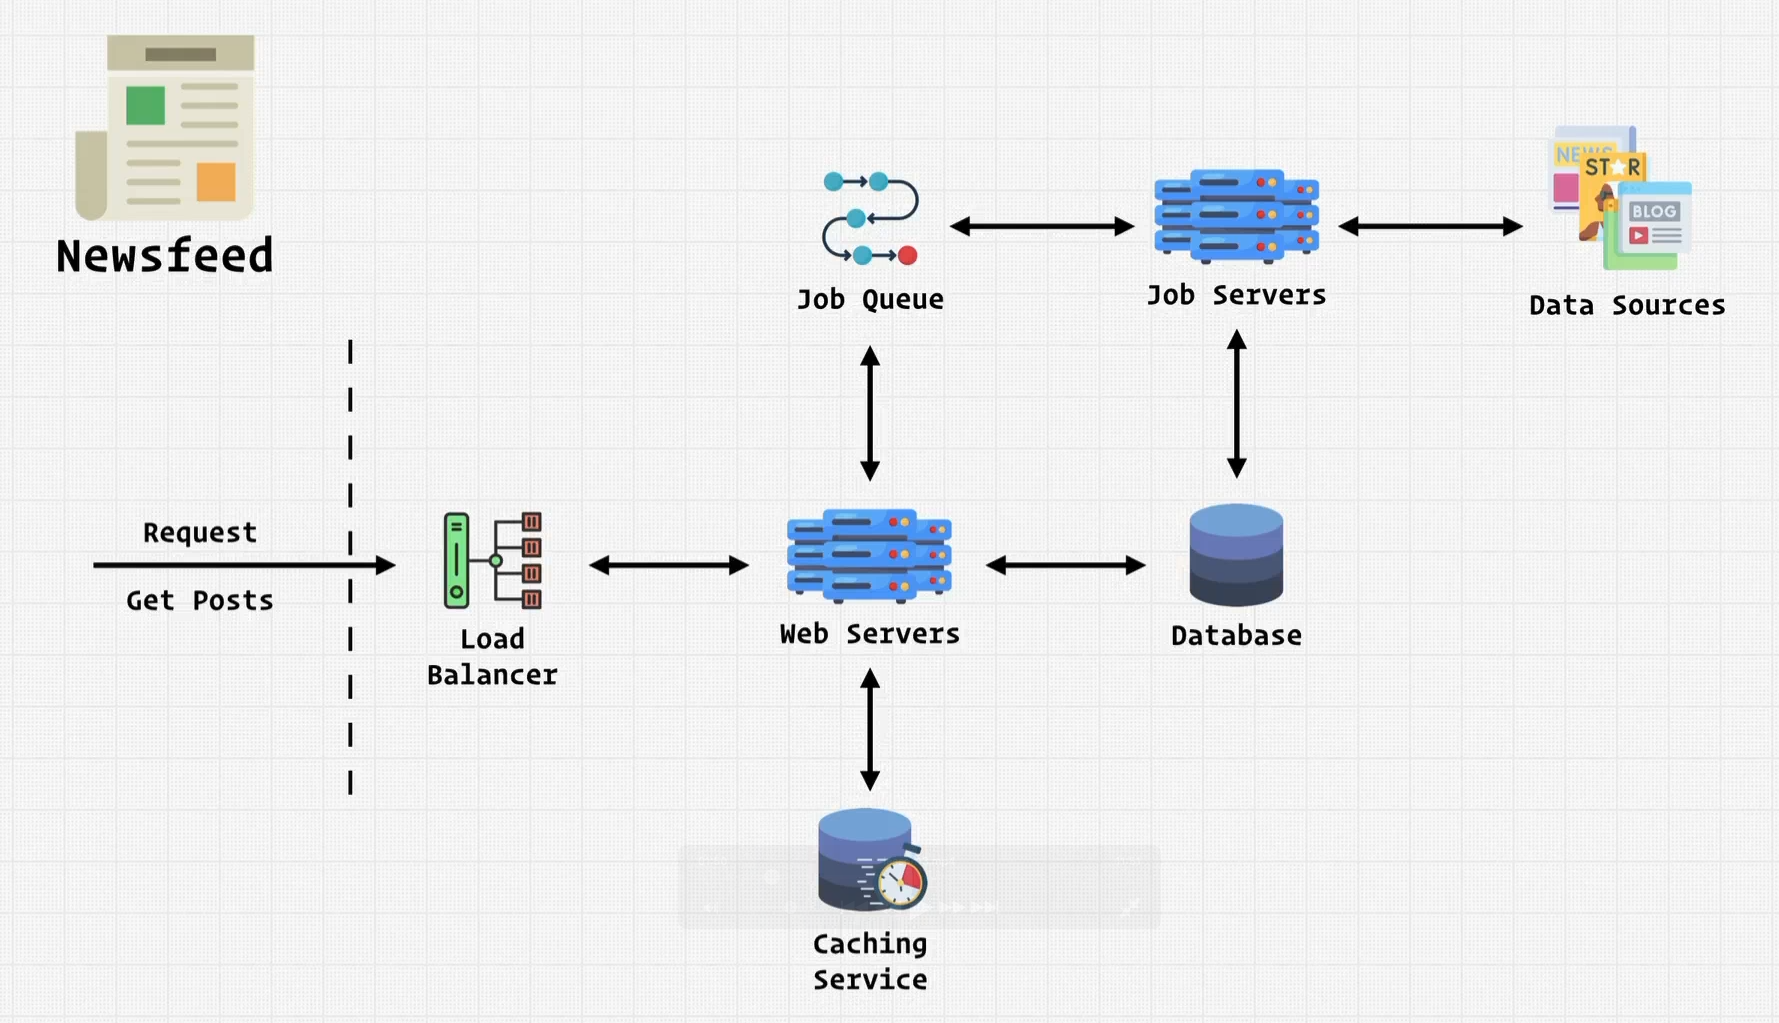 Newsfeed
NEWS
STAR
BLOG
Job Queue
Job Servers
Data Sources
Request
Get Posts
Load
Balancer
Web Servers
Database
Caching
Service